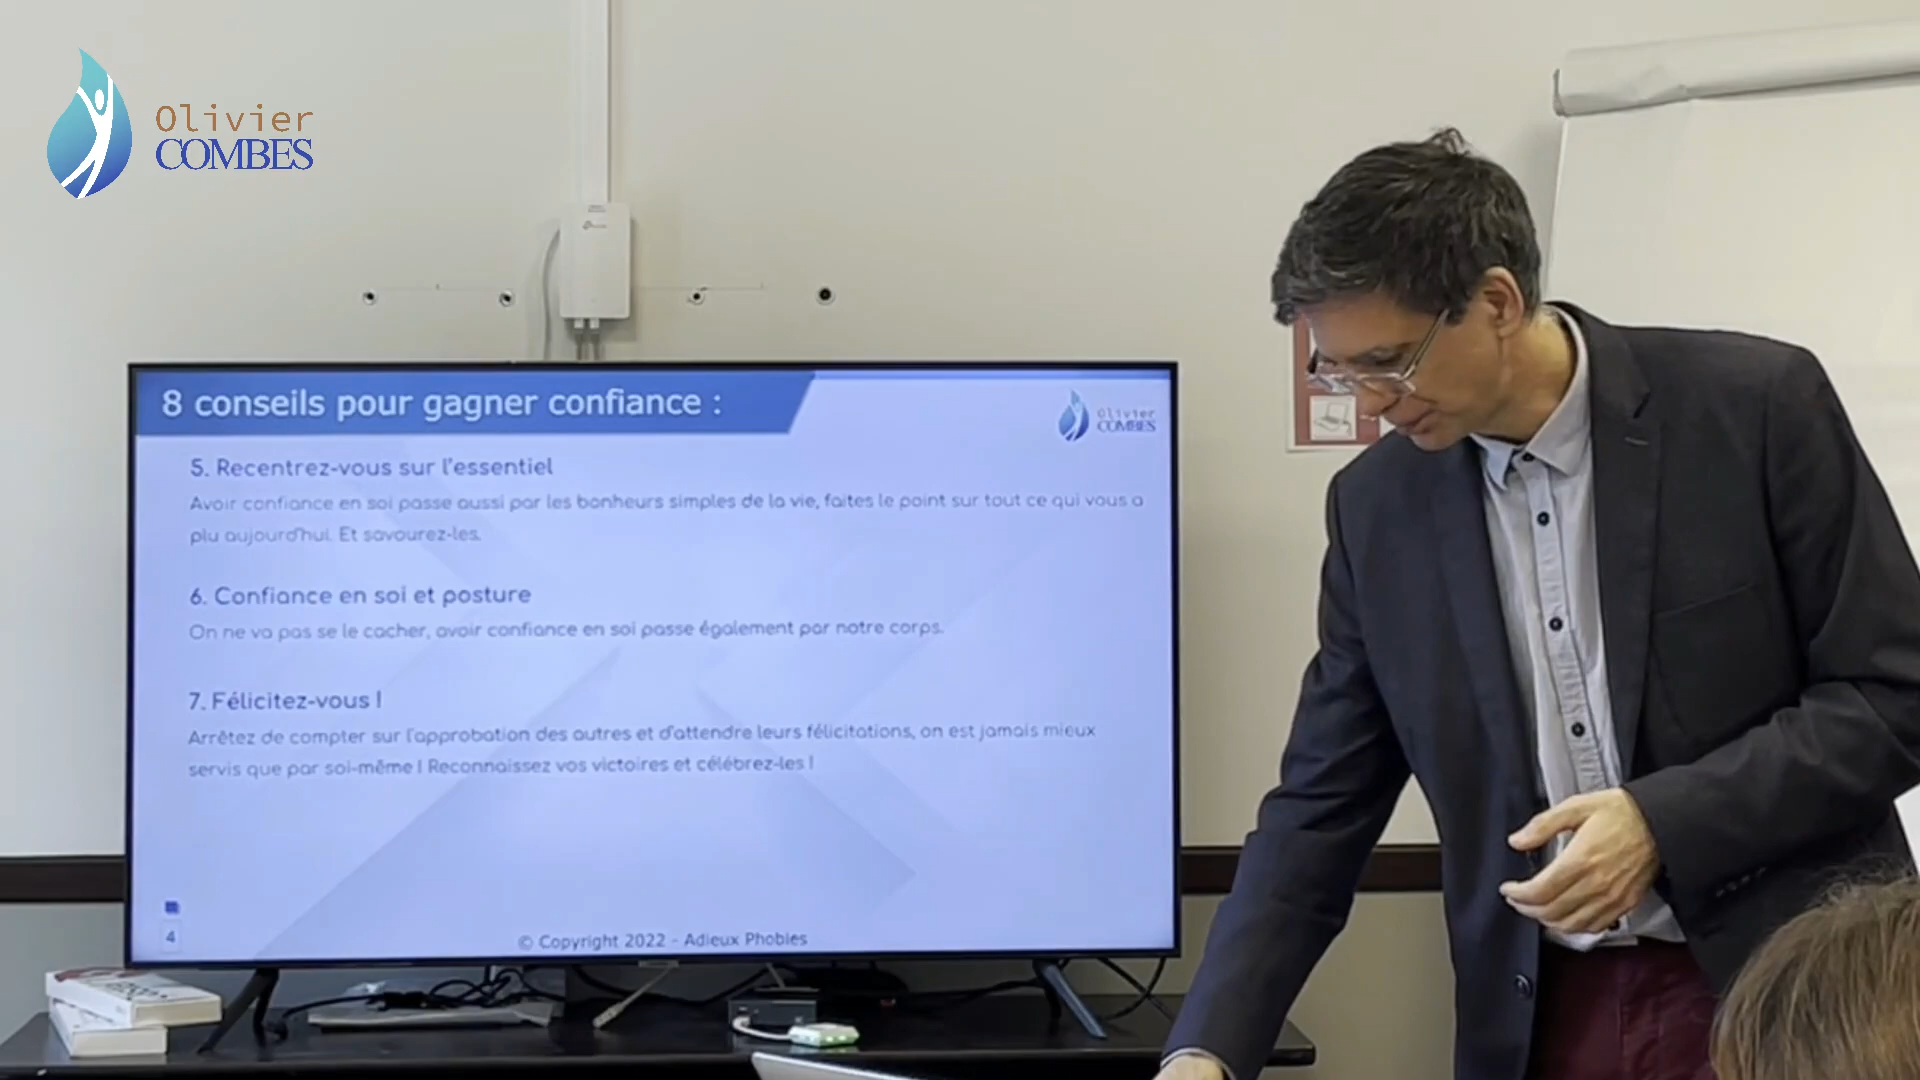 Olivier
COMBES
8 conseils pour gagner confiance :
Olivier
COMBES
5. Recentrez-vous sur l'essentiel
Avoir confiance en soi passe aussi par les bonheurs simples de la vie, faites le point sur tout ce qui vous a
plu aujourd'hui. Et savourez-les.
6. Confiance en soi et posture
On ne va pas se le cacher, avoir confiance en soi passe également par notre corps.
7. Félicitez-vous !
Arrêtez de compter sur l'approbation des autres et d'attendre leurs félicitations, on est jamais mieux
servis que par soi-même ! Reconnaissez vos victoires et célébrez-les !
4
© Copyright 2022 - Adieux Phobies